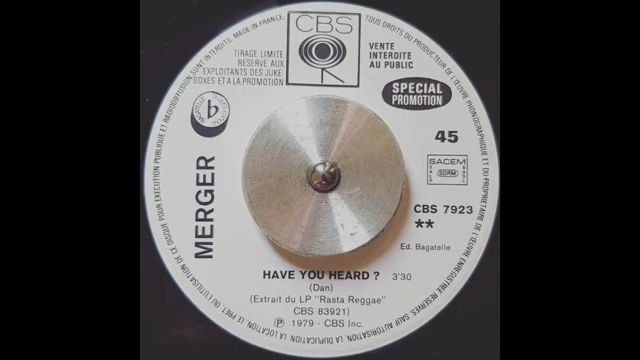 CBS
TOUS DROITS DU PRODUCTEUR DE L'ŒUVRE PHONOGRAPHIQUE ET DU PROPRIETAIRE DE L'ŒUVRE ENREGISTREE RESERVES. SAUF AUTORISATION, LA DUPLICATION, LA LOCATION, LE PRET OU L'UTILISATION DE CE DISQUE POUR EXECUTION PUBLIQUE ET RADIODIFFUSION SONT INTERDITS. MADE IN FRANCE
TIRAGE LIMITE
RESERVE AUX
EXPLOITANTS DES JUKE-
BOXES ET A LA PROMOTION
VENTE
INTERDITE
AU PUBLIC
SPECIAL
PROMOTION
b
45
SACEM
SDRM
MERGER
CBS 7923
**
Ed. Bagatelle
HAVE YOU HEARD ? 3'30
(Dan)
(Extrait du LP "Rasta Reggae"
CBS 83921)
℗ 1979 - CBS Inc.